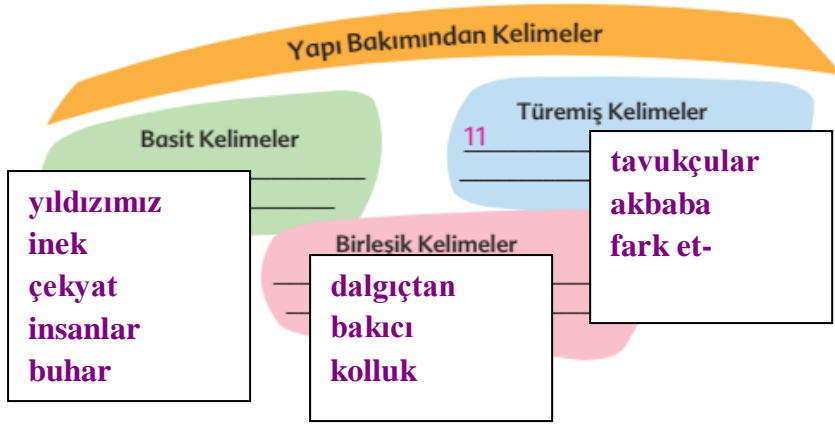 Yapı Bakımından Kelimeler
Basit Kelimeler
yıldızımız
inek
çekyat
insanlar
buhar
Türemiş Kelimeler
11
tavukçular
akbaba
fark et-
Birleşik Kelimeler
dalgıçtan
bakıcı
kolluk